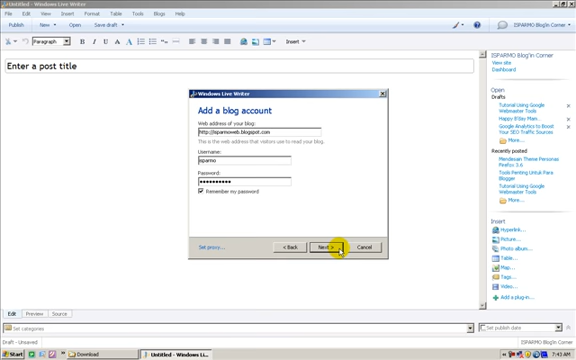 Untitled - Windows Live Writer
File Edit View Insert Format Table Tools Blogs Help
Publish New Open Save draft ISPARMO Blog'in Corner
Paragraph B I U A Insert
Enter a post title
Windows Live Writer
Add a blog account
Web address of your blog:
http://isparmoweb.blogspot.com
This is the web address that visitors use to read your blog.
Username:
isparmo
Password:
••••••••••
Remember my password
Set proxy...
< Back Next > Cancel
ISPARMO Blog'in Corner
View site
Dashboard
Open
Drafts
Tutorial Using Google
Webmaster Tools
Happy B'Day Mam...
Google Analytics to Boost
Your SEO Traffic Sources
More...
Recently posted
Mendesain Theme Personas
Firefox 3.6
Tools Penting Untuk Para
Blogger
Tutorial Using Google
Webmaster Tools
More...
Insert
Hyperlink...
Picture...
Photo album...
Table...
Map...
Tags...
Video...
Add a plug-in...
Edit Preview Source
Set categories
Set publish date
Draft - Unsaved
ISPARMO Blog'in Corner
Start Download Untitled - Windows Li... 7:43 AM